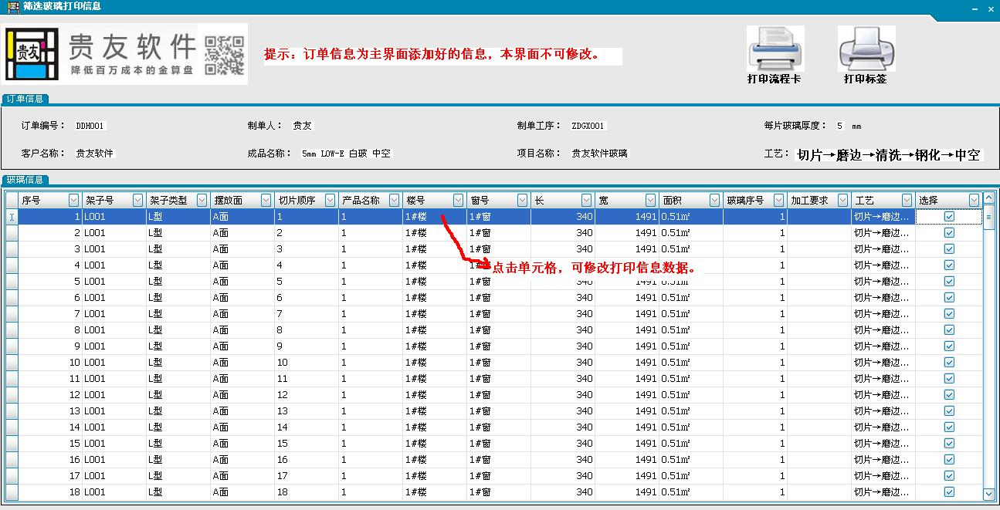 筛选玻璃打印信息
贵友 贵友软件
降低百万成本的金算盘
提示：订单信息为主界面添加好的信息，本界面不可修改。
打印流程卡 打印标签
订单信息
订单编号： DDH001 制单人： 贵友 制单工序： ZDGX001 每片玻璃厚度： 5 mm
客户名称： 贵友软件 成品名称： 5mm LOW-E 白玻 中空 项目名称： 贵友软件玻璃 工艺： 切片→磨边→清洗→钢化→中空
玻璃信息
序号 架子号 架子类型 摆放面 切片顺序 产品名称 楼号 窗号 长 宽 面积 玻璃序号 加工要求 工艺 选择
1 L001 L型 A面 1 1 1#楼 1#窗 340 1491 0.51㎡ 1 切片→磨边...
2 L001 L型 A面 2 1 1#楼 1#窗 340 1491 0.51㎡ 1 切片→磨边...
3 L001 L型 A面 3 1 1#楼 1#窗 340 1491 0.51㎡ 1 切片→磨边...
4 L001 L型 A面 4 1 1#楼 1# 1 切片→磨边...
点击单元格，可修改打印信息数据。
5 L001 L型 A面 5 1 1#楼 1#窗 340 1491 0.51㎡ 1 切片→磨边...
6 L001 L型 A面 6 1 1#楼 1#窗 340 1491 0.51㎡ 1 切片→磨边...
7 L001 L型 A面 7 1 1#楼 1#窗 340 1491 0.51㎡ 1 切片→磨边...
8 L001 L型 A面 8 1 1#楼 1#窗 340 1491 0.51㎡ 1 切片→磨边...
9 L001 L型 A面 9 1 1#楼 1#窗 340 1491 0.51㎡ 1 切片→磨边...
10 L001 L型 A面 10 1 1#楼 1#窗 340 1491 0.51㎡ 1 切片→磨边...
11 L001 L型 A面 11 1 1#楼 1#窗 340 1491 0.51㎡ 1 切片→磨边...
12 L001 L型 A面 12 1 1#楼 1#窗 340 1491 0.51㎡ 1 切片→磨边...
13 L001 L型 A面 13 1 1#楼 1#窗 340 1491 0.51㎡ 1 切片→磨边...
14 L001 L型 A面 14 1 1#楼 1#窗 340 1491 0.51㎡ 1 切片→磨边...
15 L001 L型 A面 15 1 1#楼 1#窗 340 1491 0.51㎡ 1 切片→磨边...
16 L001 L型 A面 16 1 1#楼 1#窗 340 1491 0.51㎡ 1 切片→磨边...
17 L001 L型 A面 17 1 1#楼 1#窗 340 1491 0.51㎡ 1 切片→磨边...
18 L001 L型 A面 18 1 1#楼 1#窗 340 1491 0.51㎡ 1 切片→磨边...